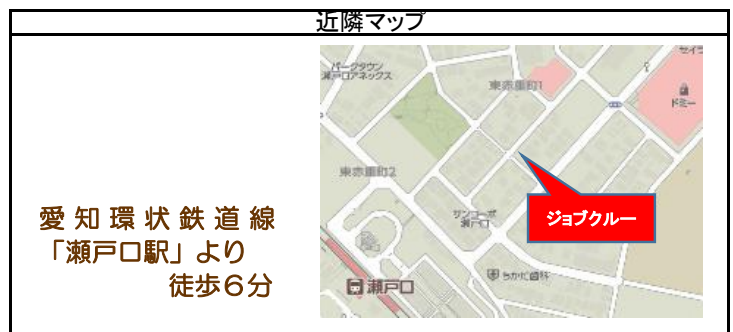 近隣マップ
愛知環状鉄道線
「瀬戸口駅」より
徒歩6分
パークタウン
瀬戸口アネックス
東赤重町1
セイ
ドミー
東赤重町2
サンコーポ
瀬戸口
ジョブクルー
ちかだ歯科
瀬戸口